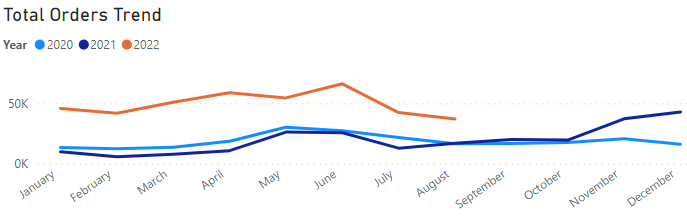 Total Orders Trend
Year 2020 2021 2022
50K
0K
January
February
March
April
May
June
July
August
September
October
November
December